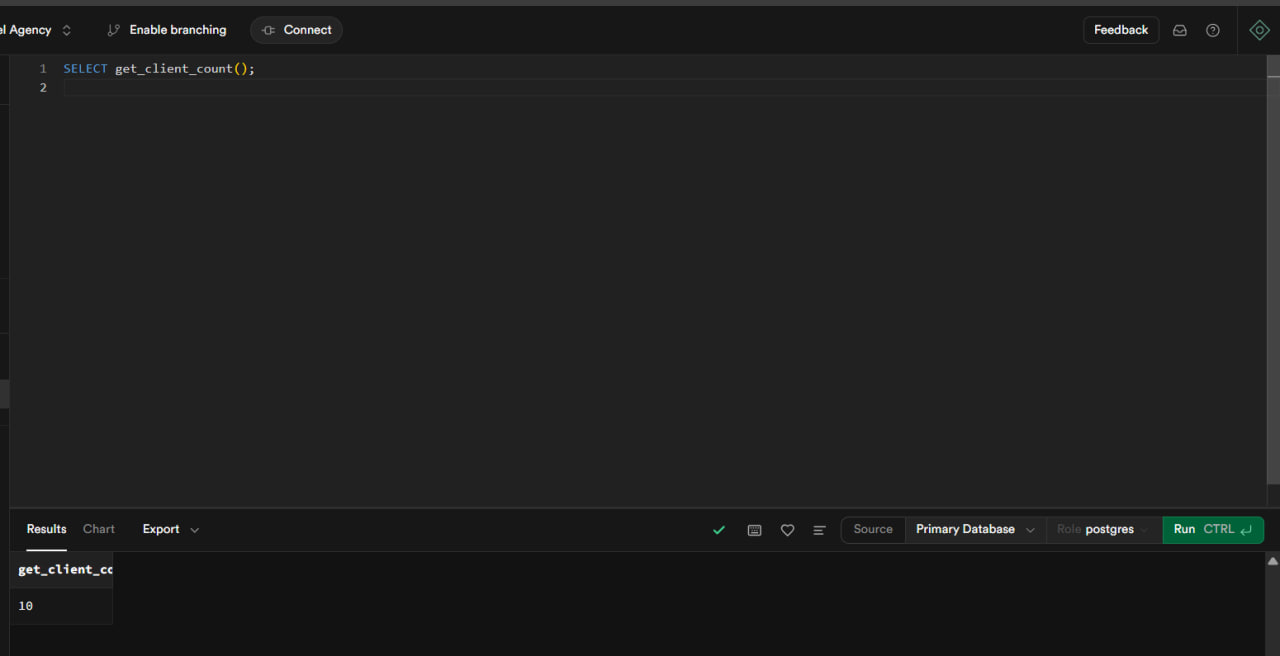 el Agency Enable branching Connect Feedback
1 SELECT get_client_count();
2
Results Chart Export Source Primary Database Role postgres Run CTRL
get_client_co
10